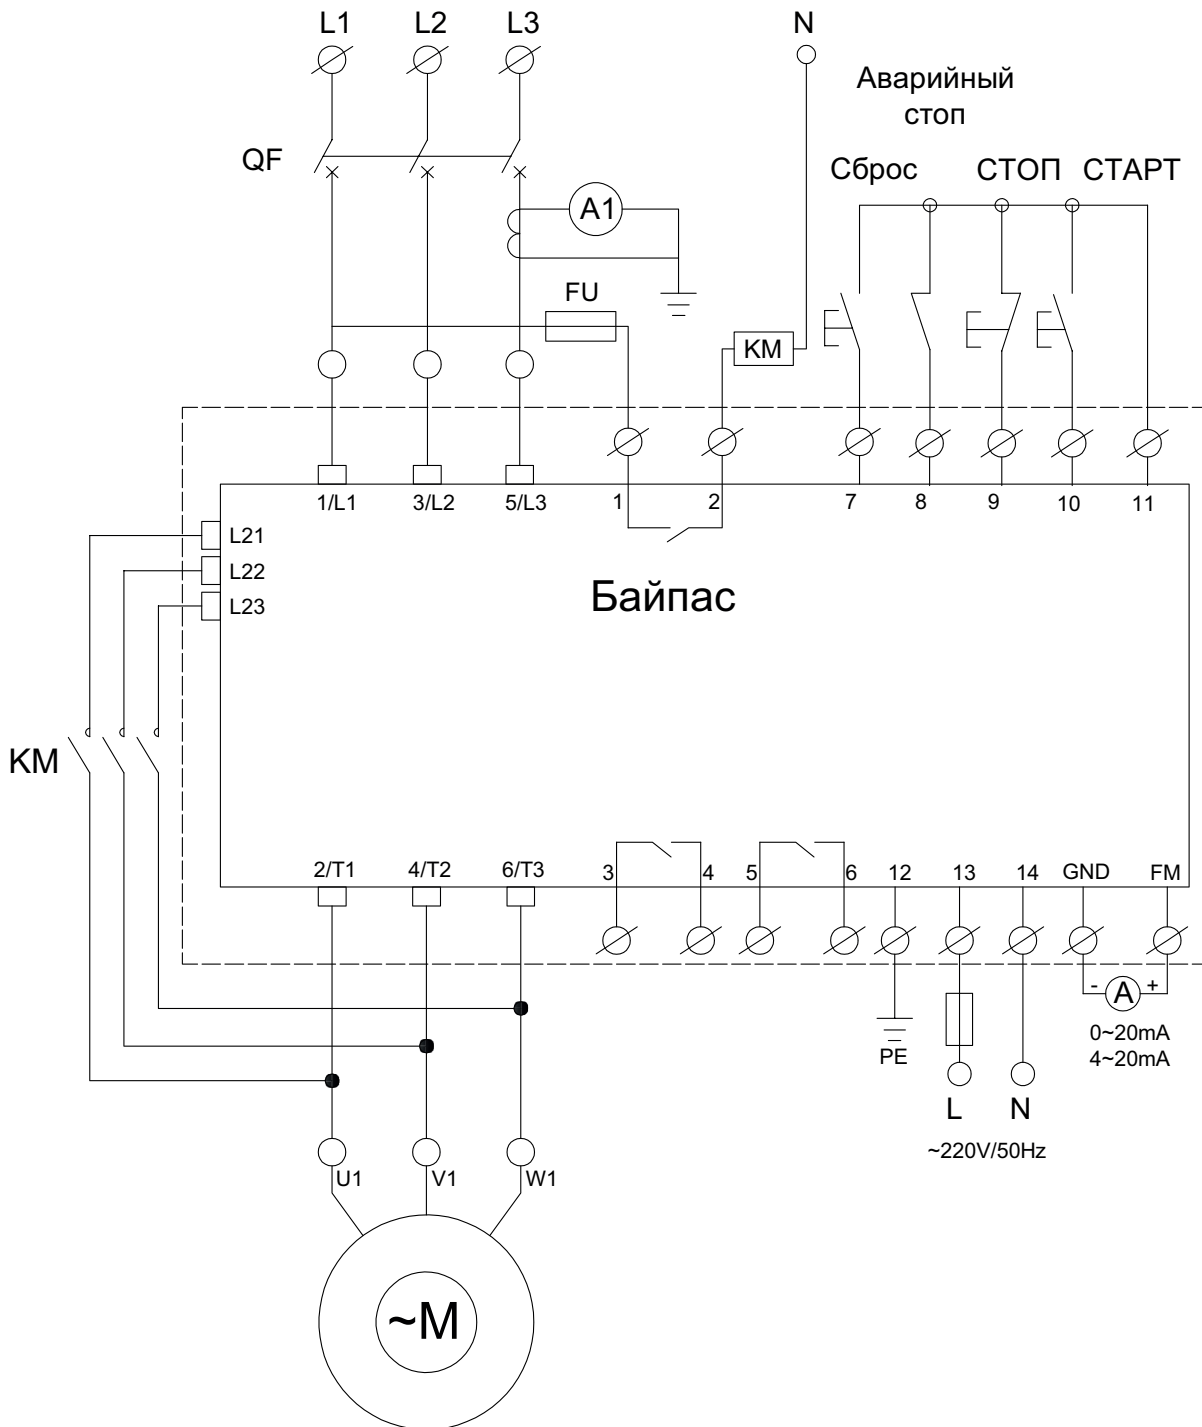 L1 L2 L3 N
Аварийный
стоп
QF
Сброс СТОП СТАРТ
A1
FU
KM
1/L1 3/L2 5/L3 1 2 7 8 9 10 11
L21
L22
L23
Байпас
KM
2/T1 4/T2 6/T3 3 4 5 6 12 13 14 GND FM
- A +
0~20mA
4~20mA
PE
L N
~220V/50Hz
U1 V1 W1
~M